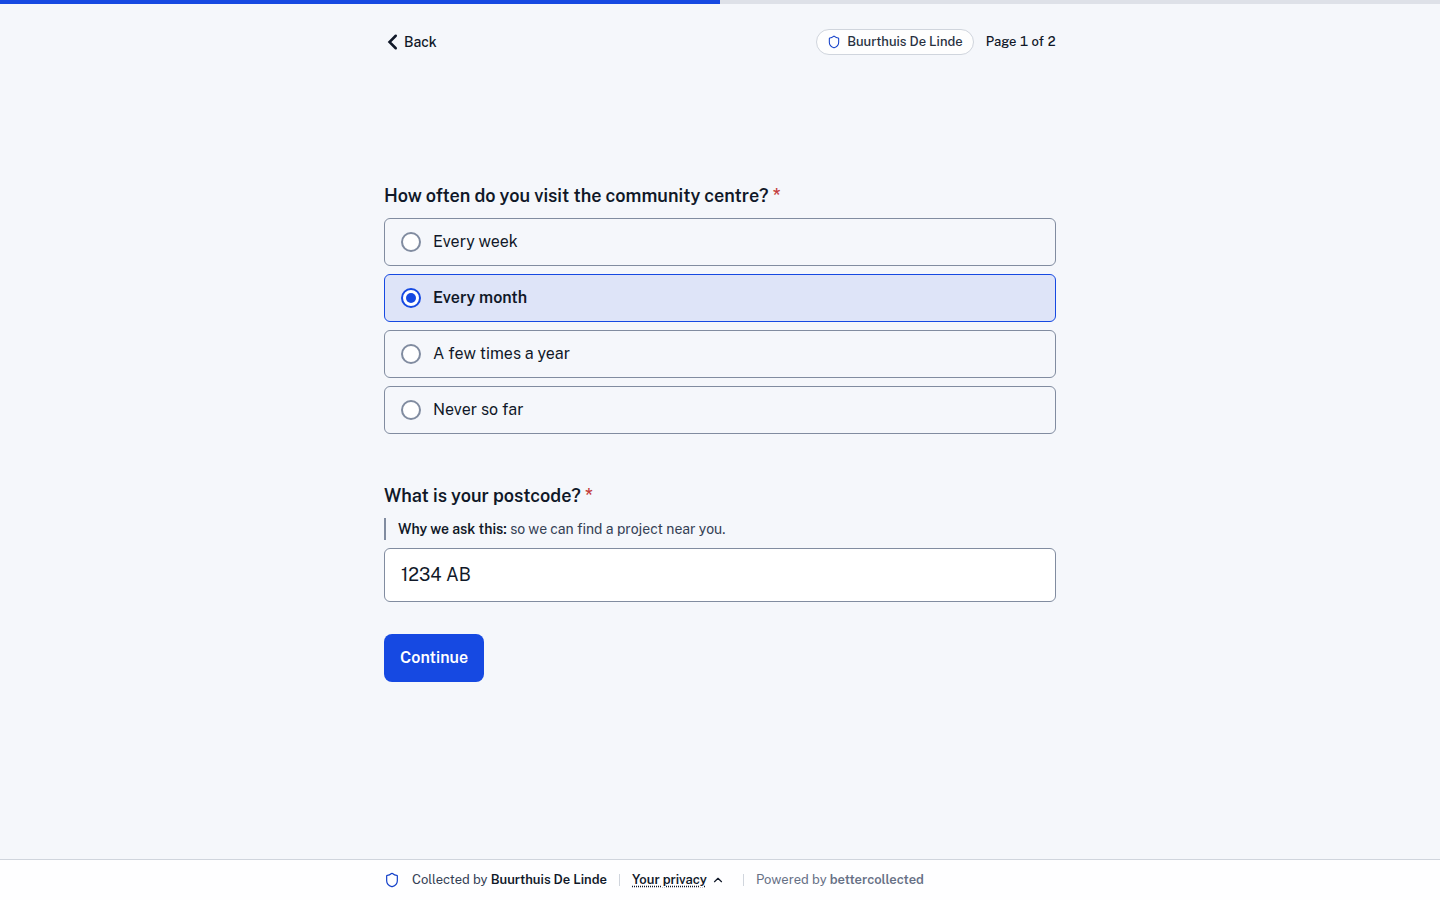 Back
Buurthuis De Linde
Page 1 of 2
How often do you visit the community centre? *
Every week
Every month
A few times a year
Never so far
What is your postcode? *
Why we ask this: so we can find a project near you.
1234 AB
Continue
Collected by Buurthuis De Linde
Your privacy
Powered by bettercollected